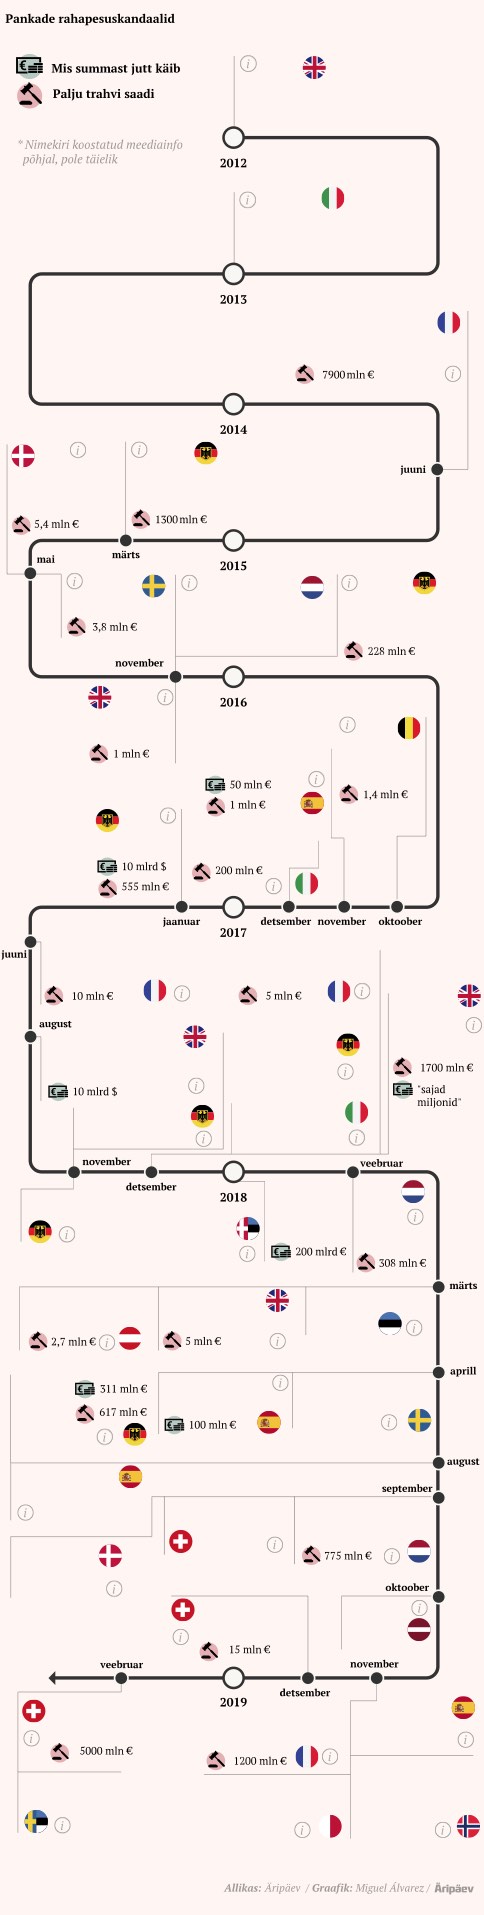 Pankade rahapesuskandaalid
Mis summast jutt käib
Palju trahvi saadi
* Nimekiri koostatud meediainfo
põhjal, pole täielik
2012
2013
7900 mln €
2014
juuni
5,4 mln €
1300 mln €
märts
2015
mai
3,8 mln €
228 mln €
november
2016
1 mln €
50 mln €
1 mln €
1,4 mln €
10 mlrd $
555 mln €
200 mln €
jaanuar
2017
detsember
november
oktoober
juuni
10 mln €
5 mln €
august
10 mlrd $
1700 mln €
"sajad
miljonid"
november
detsember
2018
veebruar
200 mlrd €
308 mln €
märts
2,7 mln €
5 mln €
aprill
311 mln €
617 mln €
100 mln €
august
september
775 mln €
oktoober
15 mln €
veebruar
2019
detsember
november
5000 mln €
1200 mln €
Allikas: Äripäev / Graafik: Miguel Álvarez / Äripäev